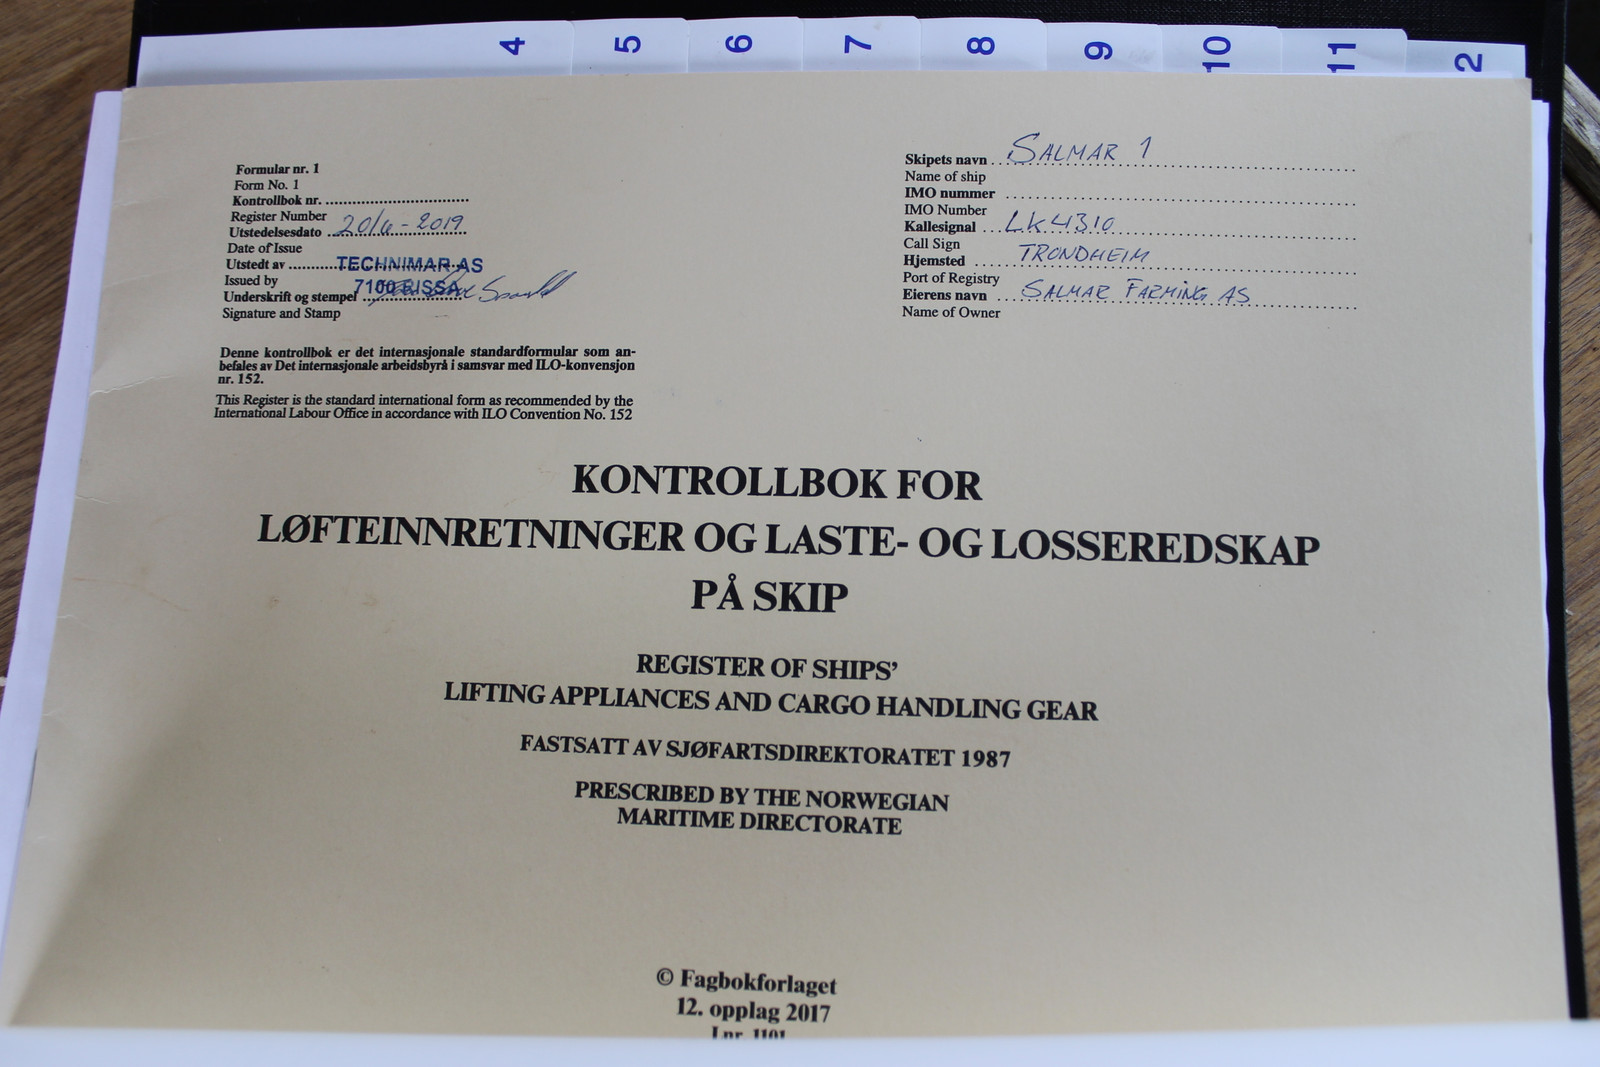 4 5 6 7 8 9 10 11 2
Formular nr. 1
Form No. 1
Kontrollbok nr.
Register Number
Utstedelsesdato 20/6 - 2019
Date of Issue
Utstedt av TECHNIMAR AS
Issued by 7100 RISSA
Underskrift og stempel
Signature and Stamp
Skipets navn SALMAR 1
Name of ship
IMO nummer
IMO Number
Kallesignal LK4310
Call Sign
Hjemsted TRONDHEIM
Port of Registry
Eierens navn SALMAR FARMING AS
Name of Owner
Denne kontrollbok er det internasjonale standardformular som an-
befales av Det internasjonale arbeidsbyrå i samsvar med ILO-konvensjon
nr. 152.
This Register is the standard international form as recommended by the
International Labour Office in accordance with ILO Convention No. 152
KONTROLLBOK FOR
LØFTEINNRETNINGER OG LASTE- OG LOSSEREDSKAP
PÅ SKIP
REGISTER OF SHIPS'
LIFTING APPLIANCES AND CARGO HANDLING GEAR
FASTSATT AV SJØFARTSDIREKTORATET 1987
PRESCRIBED BY THE NORWEGIAN
MARITIME DIRECTORATE
© Fagbokforlaget
12. opplag 2017
Lnr. 1101